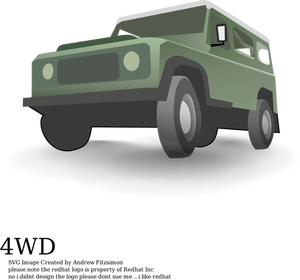 4WD
SVG Image Created by Andrew Fitzsimon
please note the redhat logo is property of Redhat Inc
no i didnt design the logo please dont sue me .. i like redhat